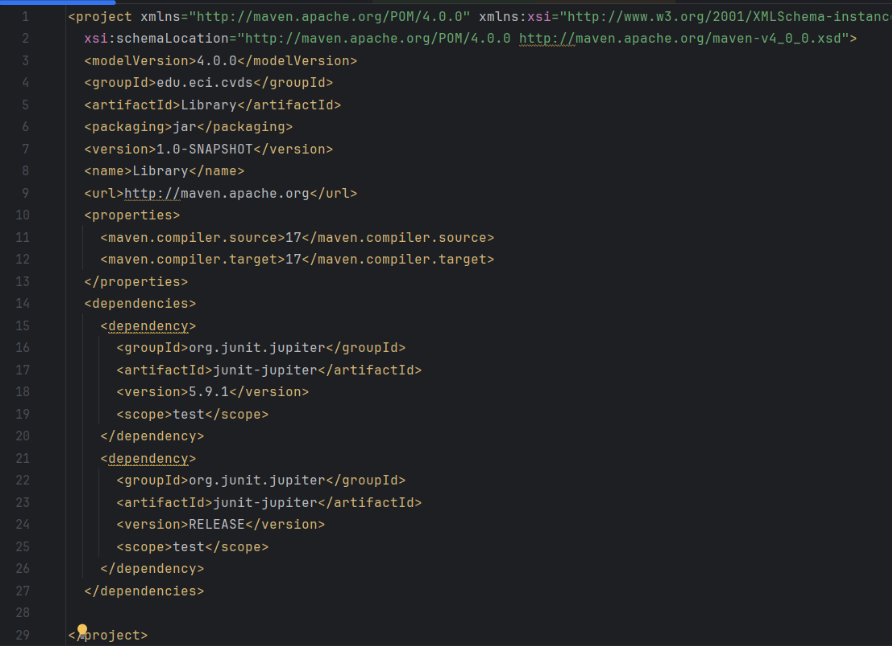 1 <project xmlns="http://maven.apache.org/POM/4.0.0" xmlns:xsi="http://www.w3.org/2001/XMLSchema-instance
2 xsi:schemaLocation="http://maven.apache.org/POM/4.0.0 http://maven.apache.org/maven-v4_0_0.xsd">
3 <modelVersion>4.0.0</modelVersion>
4 <groupId>edu.eci.cvds</groupId>
5 <artifactId>Library</artifactId>
6 <packaging>jar</packaging>
7 <version>1.0-SNAPSHOT</version>
8 <name>Library</name>
9 <url>http://maven.apache.org</url>
10 <properties>
11 <maven.compiler.source>17</maven.compiler.source>
12 <maven.compiler.target>17</maven.compiler.target>
13 </properties>
14 <dependencies>
15 <dependency>
16 <groupId>org.junit.jupiter</groupId>
17 <artifactId>junit-jupiter</artifactId>
18 <version>5.9.1</version>
19 <scope>test</scope>
20 </dependency>
21 <dependency>
22 <groupId>org.junit.jupiter</groupId>
23 <artifactId>junit-jupiter</artifactId>
24 <version>RELEASE</version>
25 <scope>test</scope>
26 </dependency>
27 </dependencies>
28
29 </project>